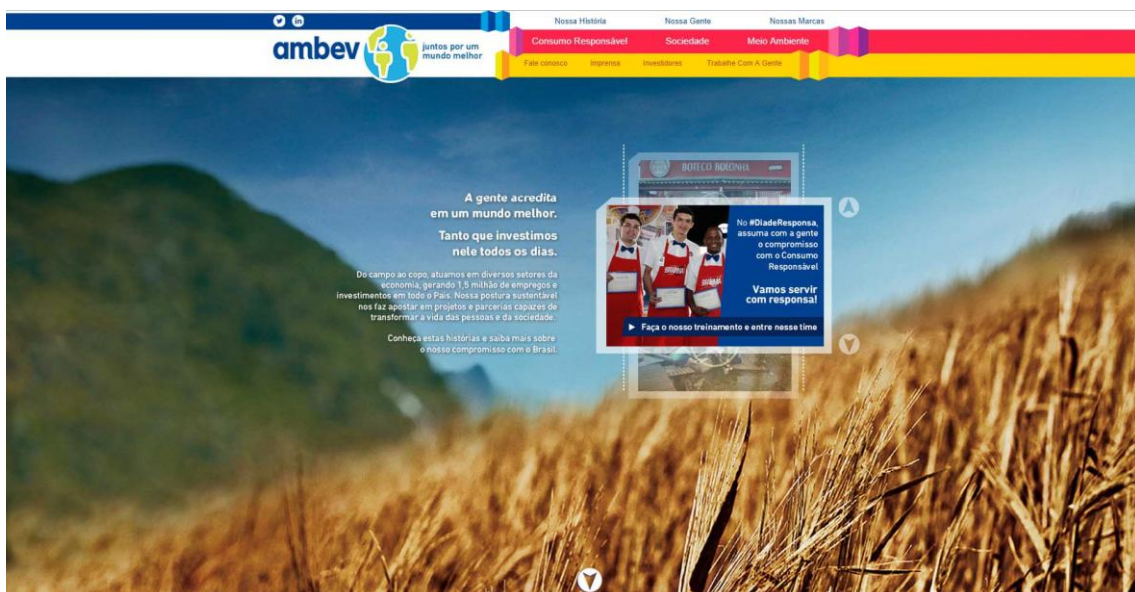 Nossa História Nossa Gente Nossas Marcas
ambev
juntos por um
mundo melhor
Consumo Responsável Sociedade Meio Ambiente
Fale conosco Imprensa Investidores Trabalhe Com A Gente
A gente acredita
em um mundo melhor.
Tanto que investimos
nele todos os dias.
Do campo ao copo, atuamos em diversos setores da
economia, gerando 1,5 milhão de empregos e
investimentos em todo o País. Nossa postura sustentável
nos faz apostar em projetos e parcerias capazes de
transformar a vida das pessoas e da sociedade.
Conheça estas histórias e saiba mais sobre
o nosso compromisso com o Brasil.
BOTECO BOLONHA
No #DiadeResponsa,
assuma com a gente
o compromisso
com o Consumo
Responsável
Vamos servir
com responsa!
Faça o nosso treinamento e entre nesse time